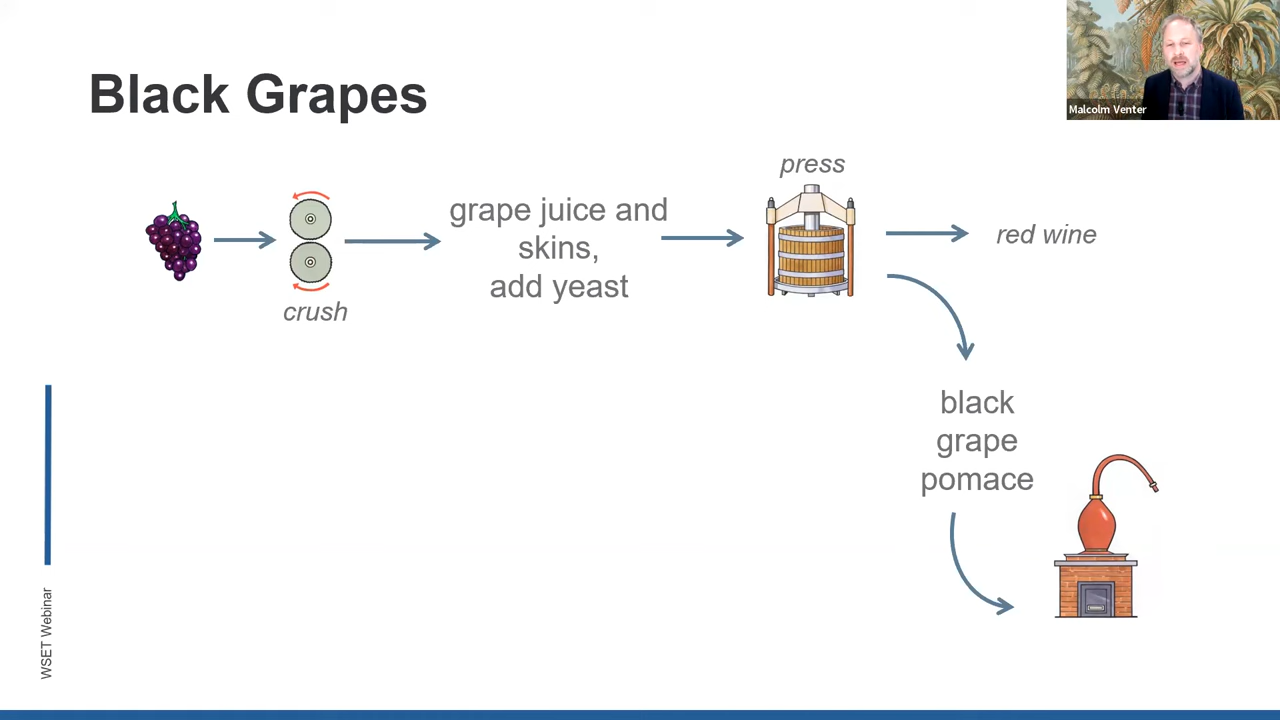 Black Grapes
Malcolm Venter
press
grape juice and
skins,
add yeast
red wine
crush
black
grape
pomace
WSET Webinar